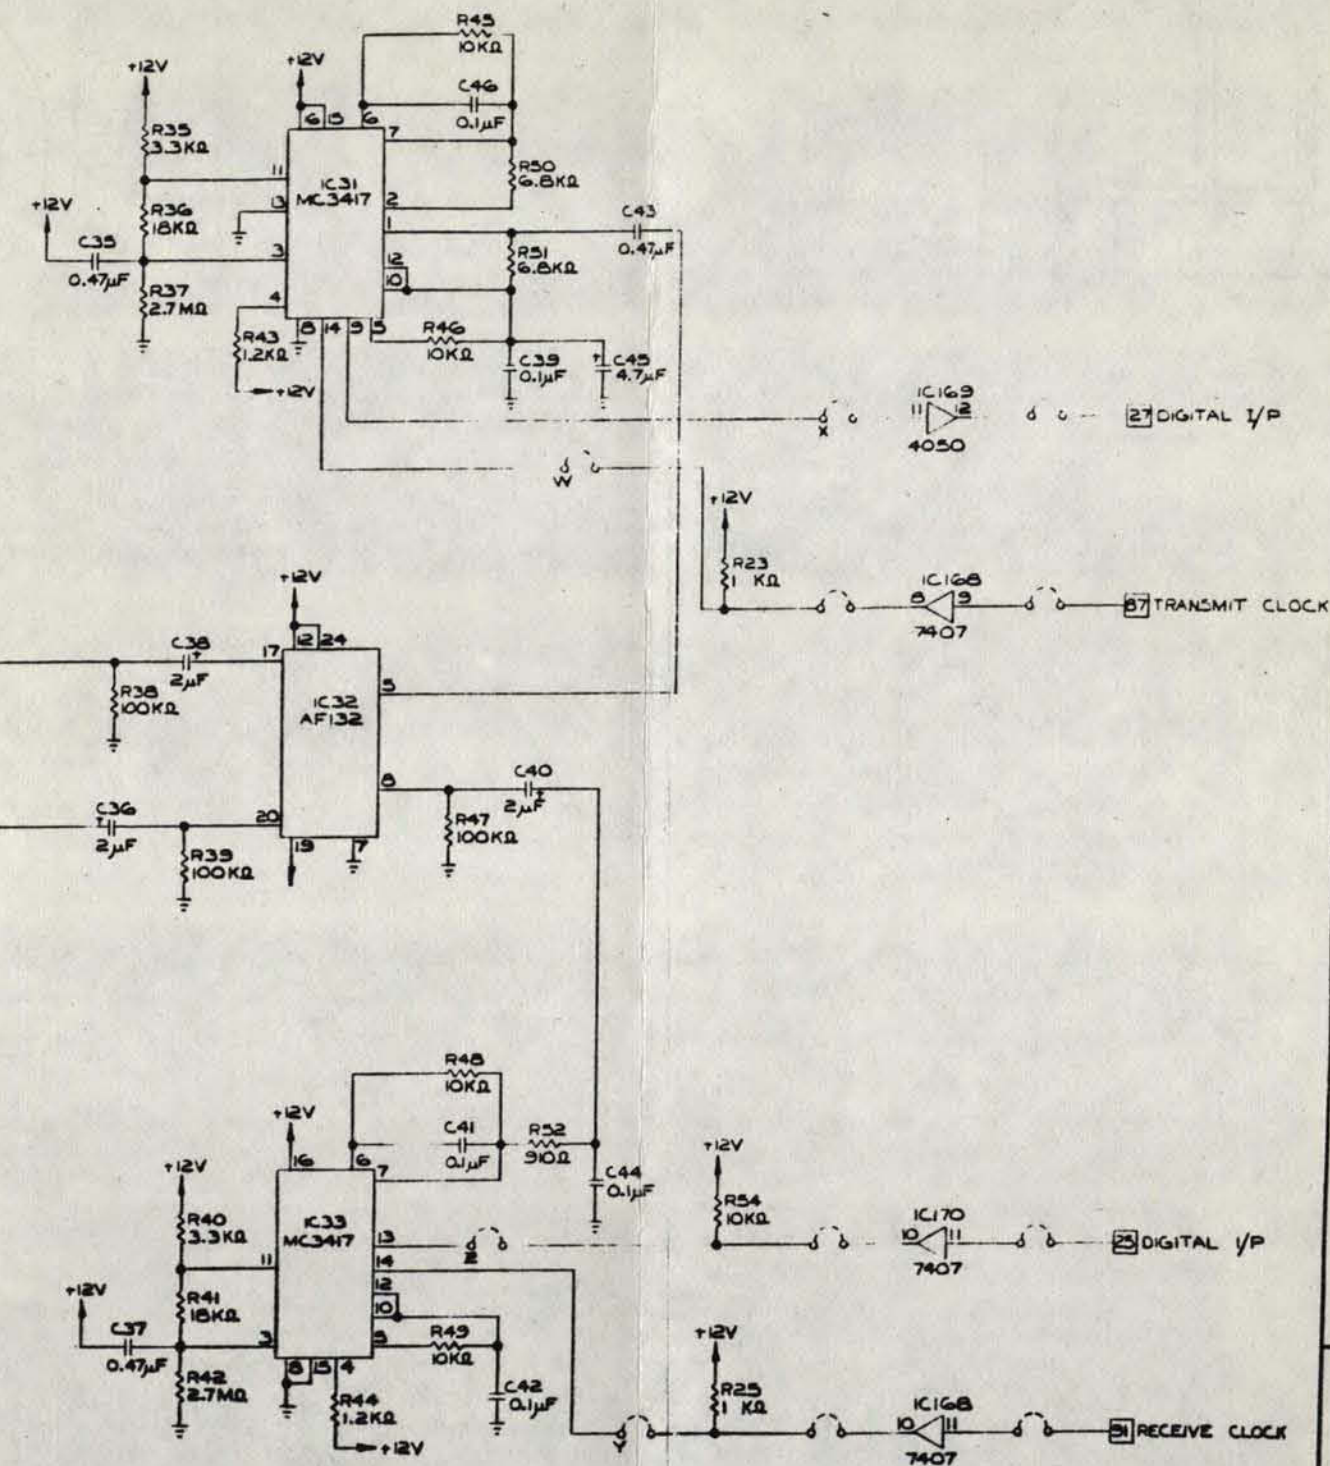 R45
10KΩ
+12V
+12V
C46
0.1µF
6 15 6
7
R35
3.3KΩ
R50
6.8KΩ
11
IC31
MC3417
2
+12V
R36
18KΩ
13
1
C43
0.47µF
C35
0.47µF
3
R51
6.8KΩ
12
10
R37
2.7MΩ
4
8 14 9 5
R46
10KΩ
R43
1.2KΩ
C39
0.1µF
+
C45
4.7µF
+12V
IC169
11 12
4050
X
27 DIGITAL I/P
W
+12V
R23
1 KΩ
IC168
8 9
7407
87 TRANSMIT CLOCK
+12V
12 24
C38
+
2µF
17
R38
100KΩ
IC32
AF132
5
C40
2µF
+
8
C36
+
2µF
20
R47
100KΩ
R39
100KΩ
19 7
R48
10KΩ
+12V
C41
0.1µF
R52
910Ω
+12V
16 6
7
+12V
C44
0.1µF
R54
10KΩ
R40
3.3KΩ
IC33
MC3417
13
Z
IC170
10 11
7407
25 DIGITAL I/P
11
14
+12V
R41
18KΩ
12
10
C37
0.47µF
3
5
R49
10KΩ
+12V
R42
2.7MΩ
8 15 4
C42
0.1µF
R25
1 KΩ
R44
1.2KΩ
IC168
10 11
7407
Y
+12V
91 RECEIVE CLOCK